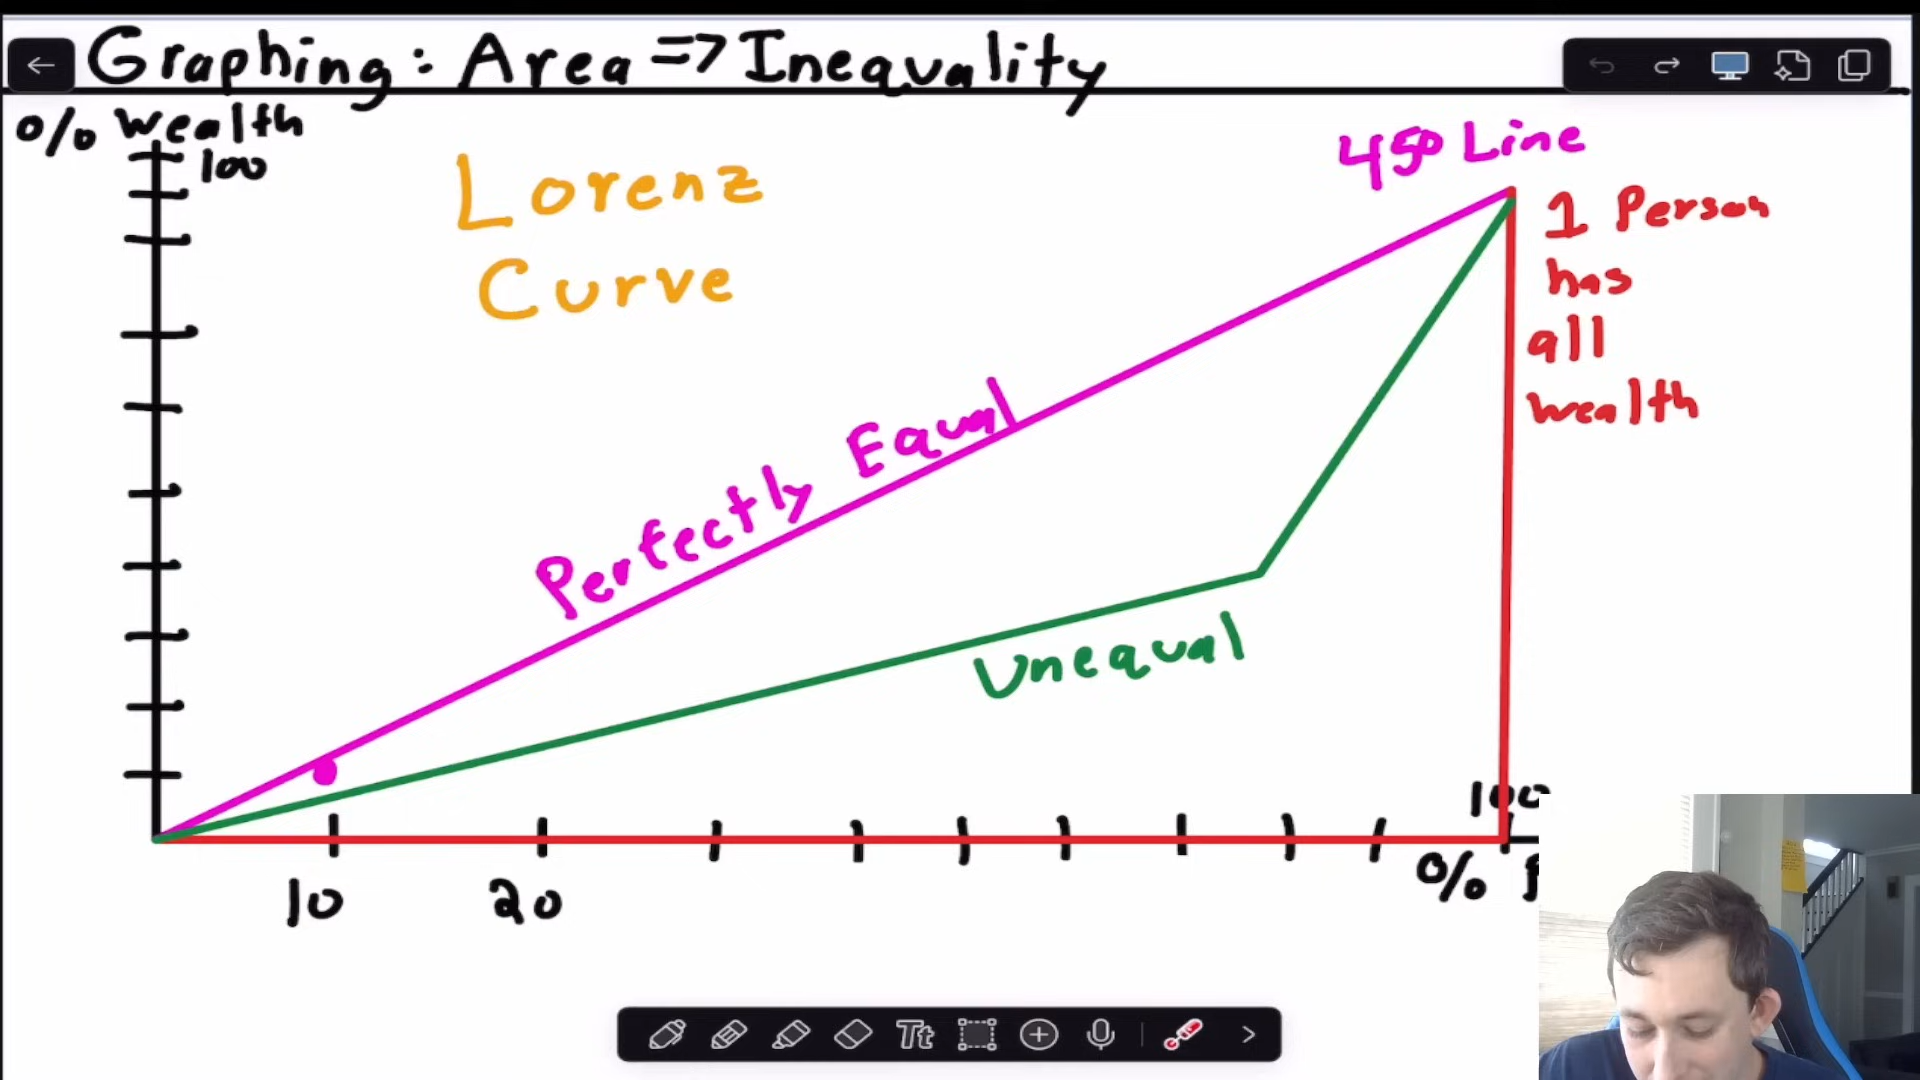 Graphing: Area => Inequality
% Wealth
100
Lorenz
Curve
45° Line
1 Person
has
all
wealth
Perfectly Equal
Unequal
100
%
10
20
Tt